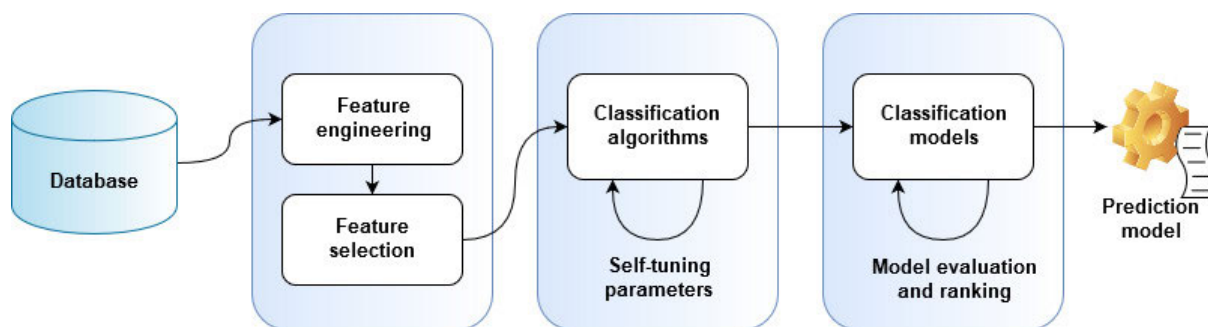 Database
Feature
engineering
Feature
selection
Classification
algorithms
Self-tuning
parameters
Classification
models
Model evaluation
and ranking
Prediction
model